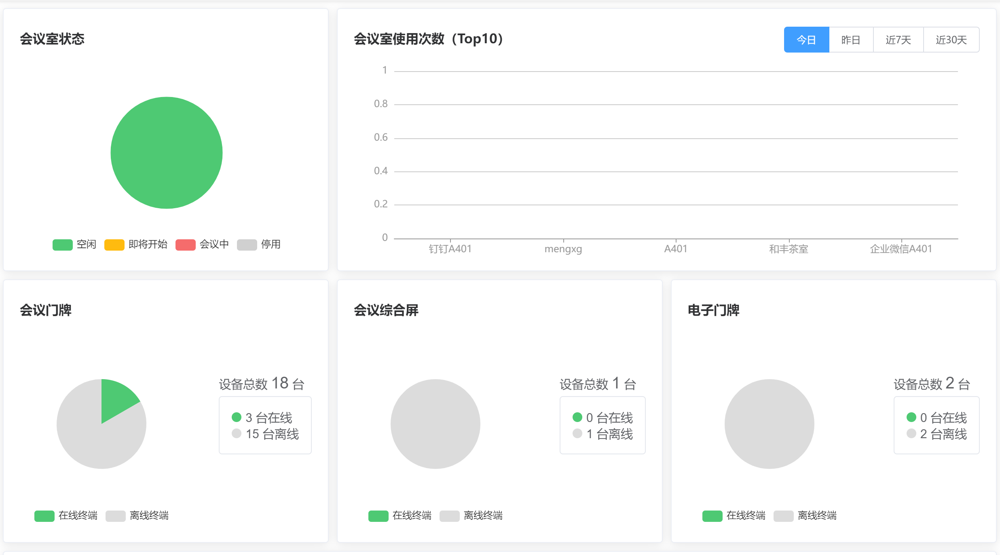 会议室状态
空闲 即将开始 会议中 停用
会议室使用次数（Top10）
今日 昨日 近7天 近30天
1
0.8
0.6
0.4
0.2
0
钉钉A401 mengxg A401 和丰茶室 企业微信A401
会议门牌
设备总数 18 台
3 台在线
15 台离线
在线终端 离线终端
会议综合屏
设备总数 1 台
0 台在线
1 台离线
在线终端 离线终端
电子门牌
设备总数 2 台
0 台在线
2 台离线
在线终端 离线终端